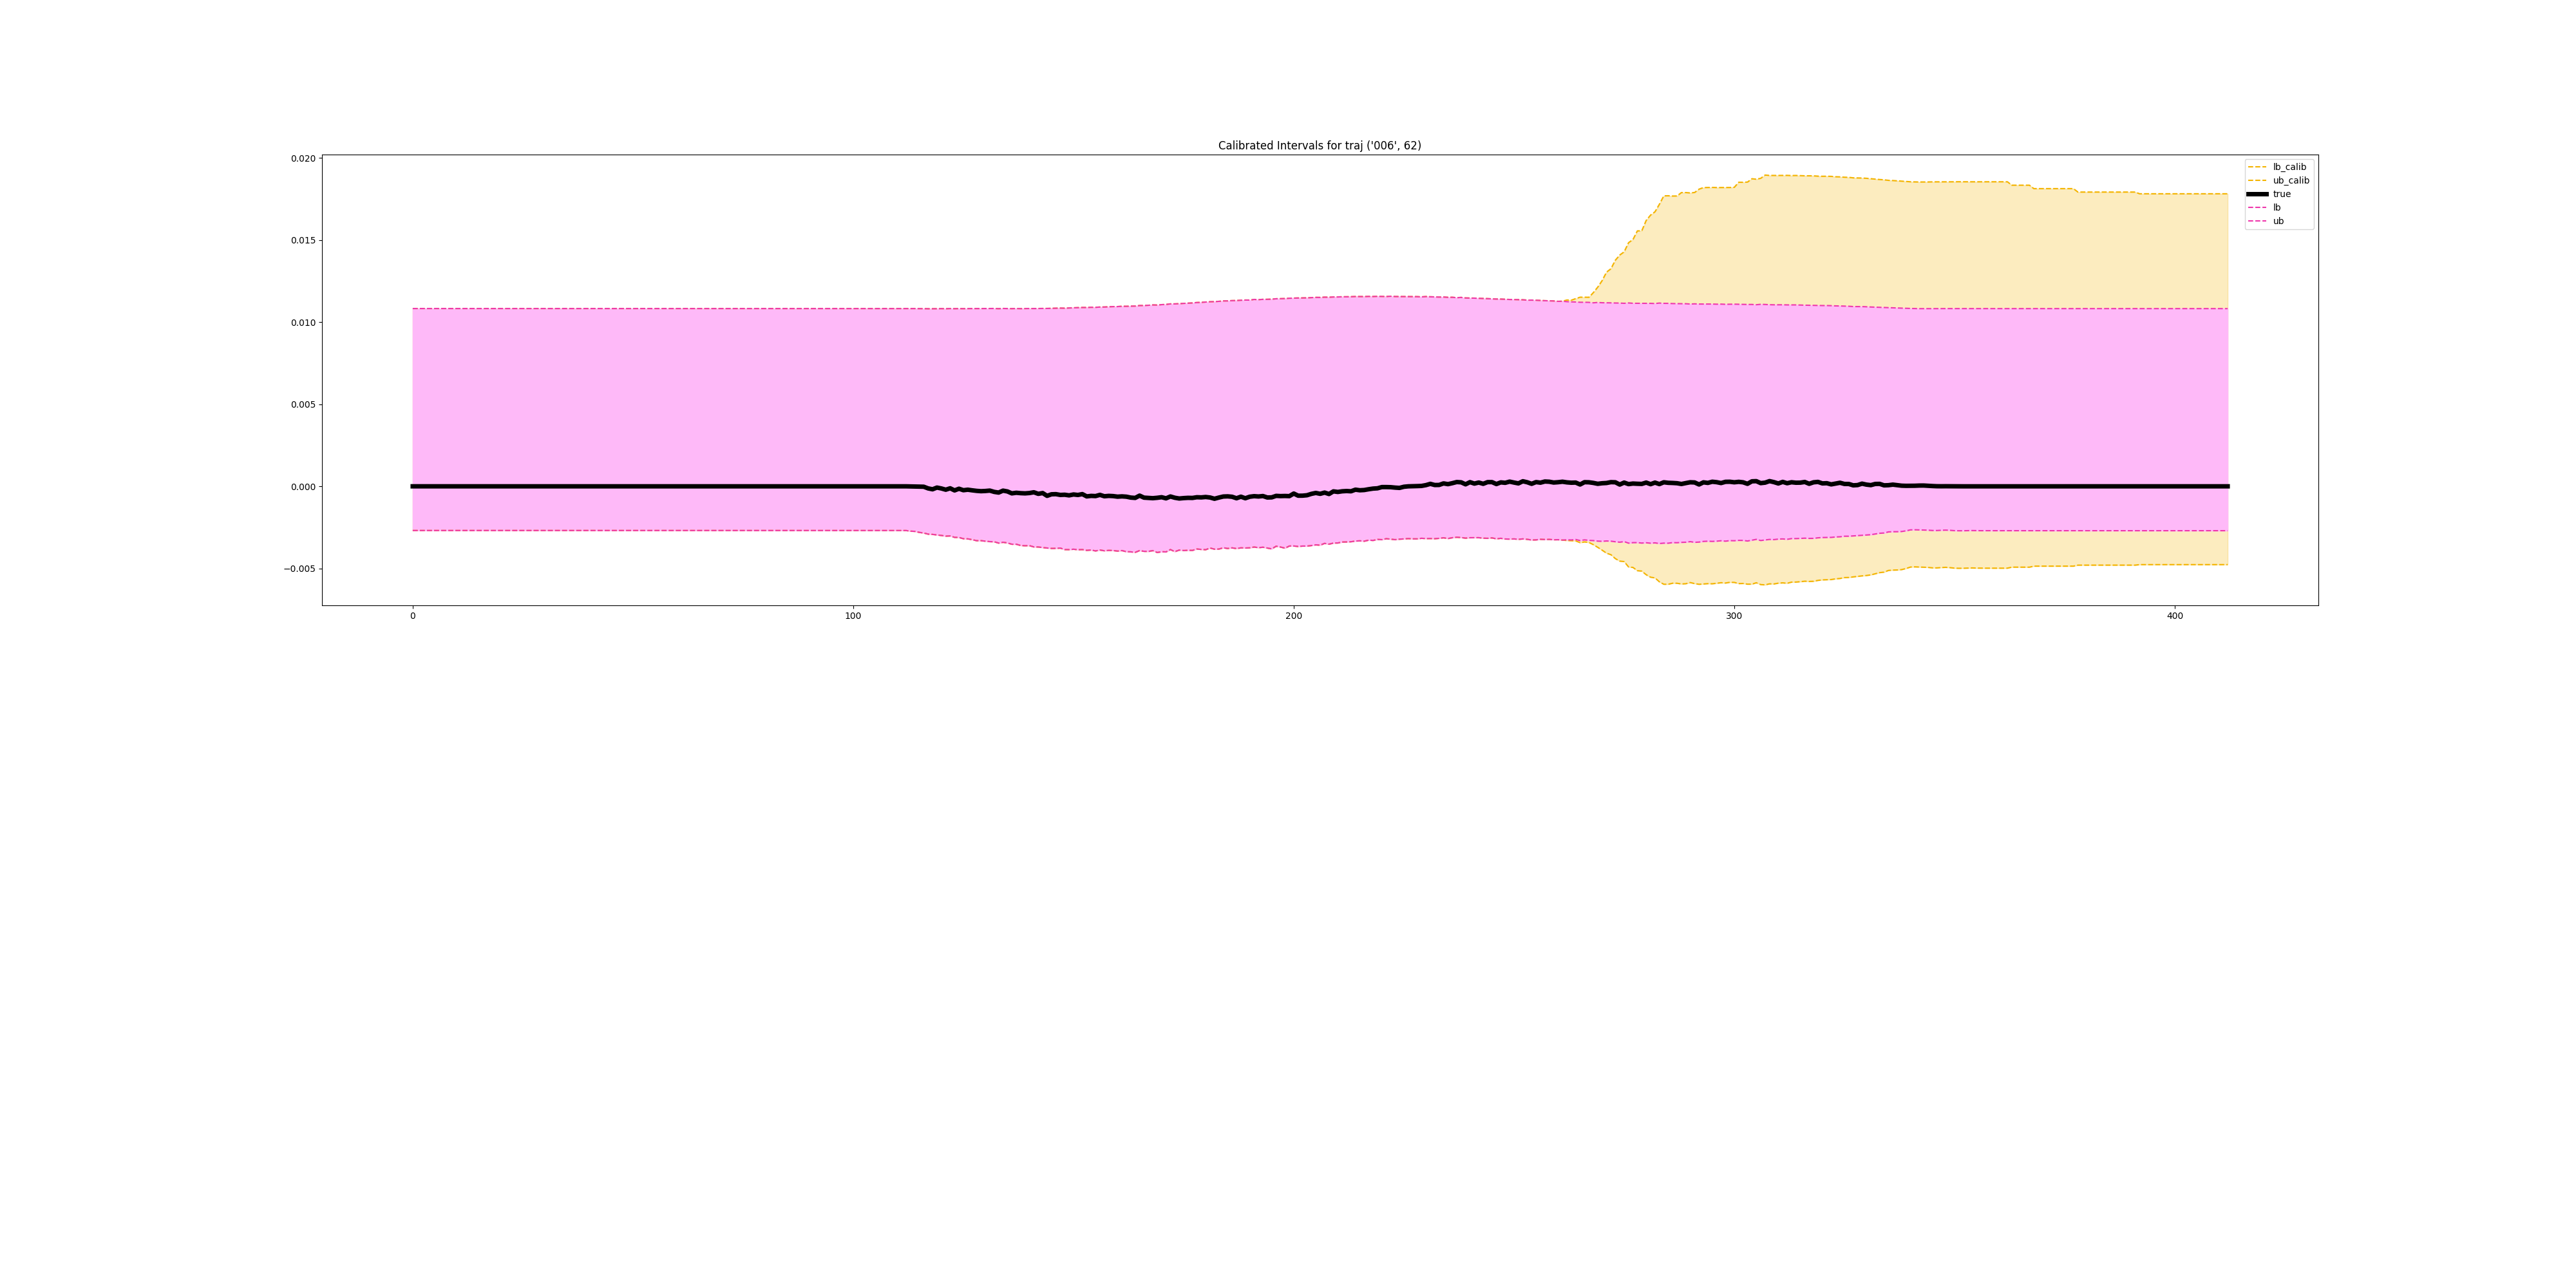 Calibrated Intervals for traj ('006', 62)
0.020
0.015
0.010
0.005
0.000
−0.005
0 100 200 300 400
lb_calib
ub_calib
true
lb
ub